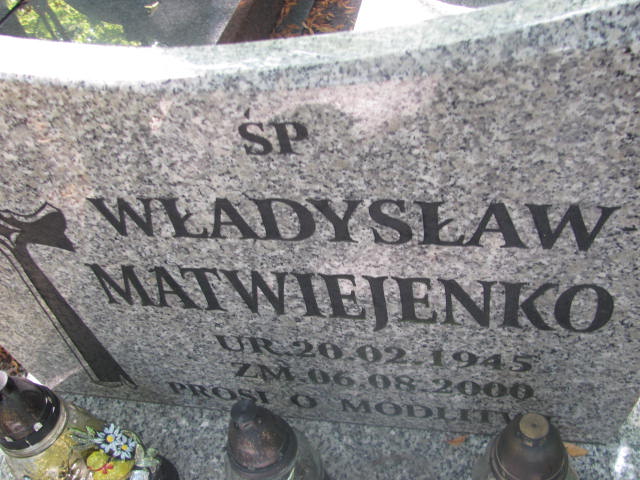 ŚP
WŁADYSŁAW
MATWIEJENKO
UR.20.02.1945
ZM.06.08.2000
PROSI O MODLITWĘ